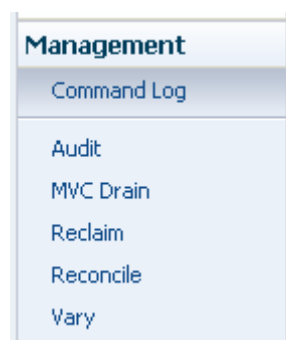 Management
Command Log
Audit
MVC Drain
Reclaim
Reconcile
Vary